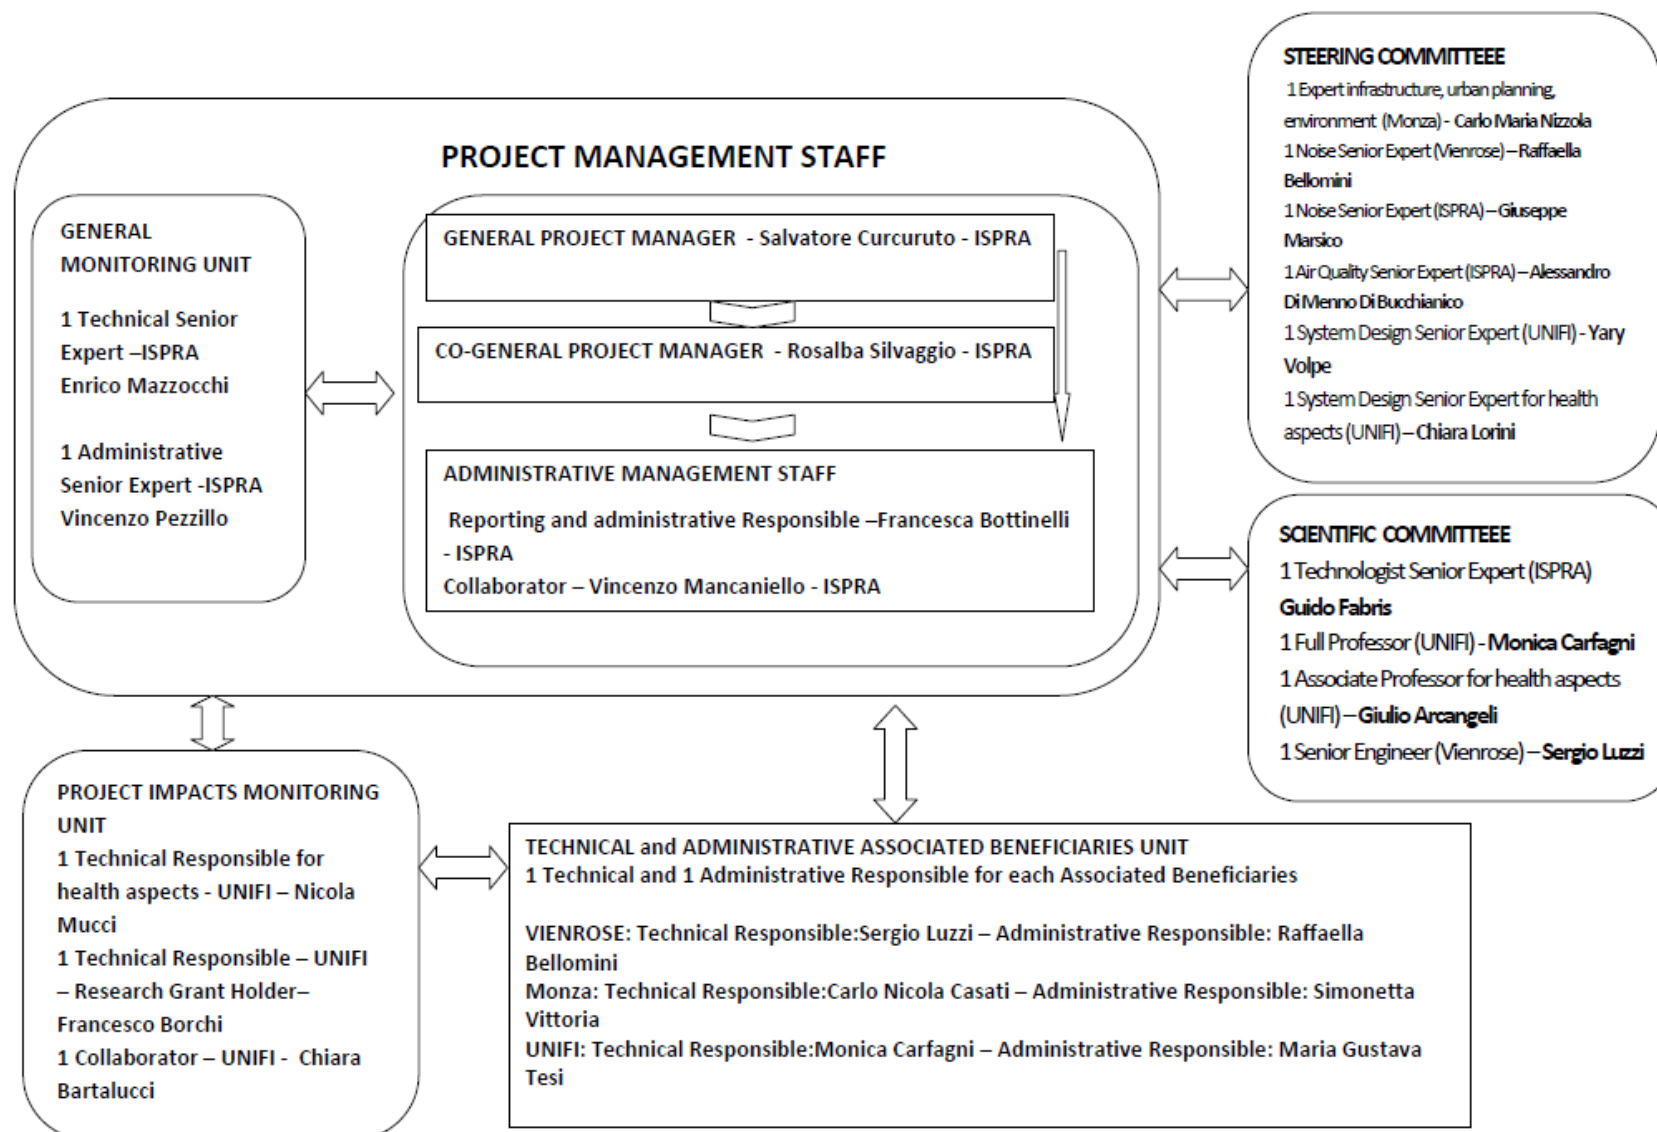 PROJECT MANAGEMENT STAFF
GENERAL
MONITORING UNIT
1 Technical Senior
Expert –ISPRA
Enrico Mazzocchi
1 Administrative
Senior Expert -ISPRA
Vincenzo Pezzillo
GENERAL PROJECT MANAGER - Salvatore Curcuruto - ISPRA
CO-GENERAL PROJECT MANAGER - Rosalba Silvaggio - ISPRA
ADMINISTRATIVE MANAGEMENT STAFF
Reporting and administrative Responsible –Francesca Bottinelli
- ISPRA
Collaborator – Vincenzo Mancaniello - ISPRA
STEERING COMMITTEEE
1 Expert infrastructure, urban planning,
environment (Monza) - Carlo Maria Nizzola
1 Noise Senior Expert (Vienrose) – Raffaella
Bellomini
1 Noise Senior Expert (ISPRA) – Giuseppe
Marsico
1 Air Quality Senior Expert (ISPRA) – Alessandro
Di Menno Di Bucchianico
1 System Design Senior Expert (UNIFI) - Yary
Volpe
1 System Design Senior Expert for health
aspects (UNIFI) – Chiara Lorini
SCIENTIFIC COMMITTEEE
1 Technologist Senior Expert (ISPRA)
Guido Fabris
1 Full Professor (UNIFI) - Monica Carfagni
1 Associate Professor for health aspects
(UNIFI) – Giulio Arcangeli
1 Senior Engineer (Vienrose) – Sergio Luzzi
PROJECT IMPACTS MONITORING
UNIT
1 Technical Responsible for
health aspects - UNIFI – Nicola
Mucci
1 Technical Responsible – UNIFI
– Research Grant Holder–
Francesco Borchi
1 Collaborator – UNIFI - Chiara
Bartalucci
TECHNICAL and ADMINISTRATIVE ASSOCIATED BENEFICIARIES UNIT
1 Technical and 1 Administrative Responsible for each Associated Beneficiaries
VIENROSE: Technical Responsible:Sergio Luzzi – Administrative Responsible: Raffaella
Bellomini
Monza: Technical Responsible:Carlo Nicola Casati – Administrative Responsible: Simonetta
Vittoria
UNIFI: Technical Responsible:Monica Carfagni – Administrative Responsible: Maria Gustava
Tesi